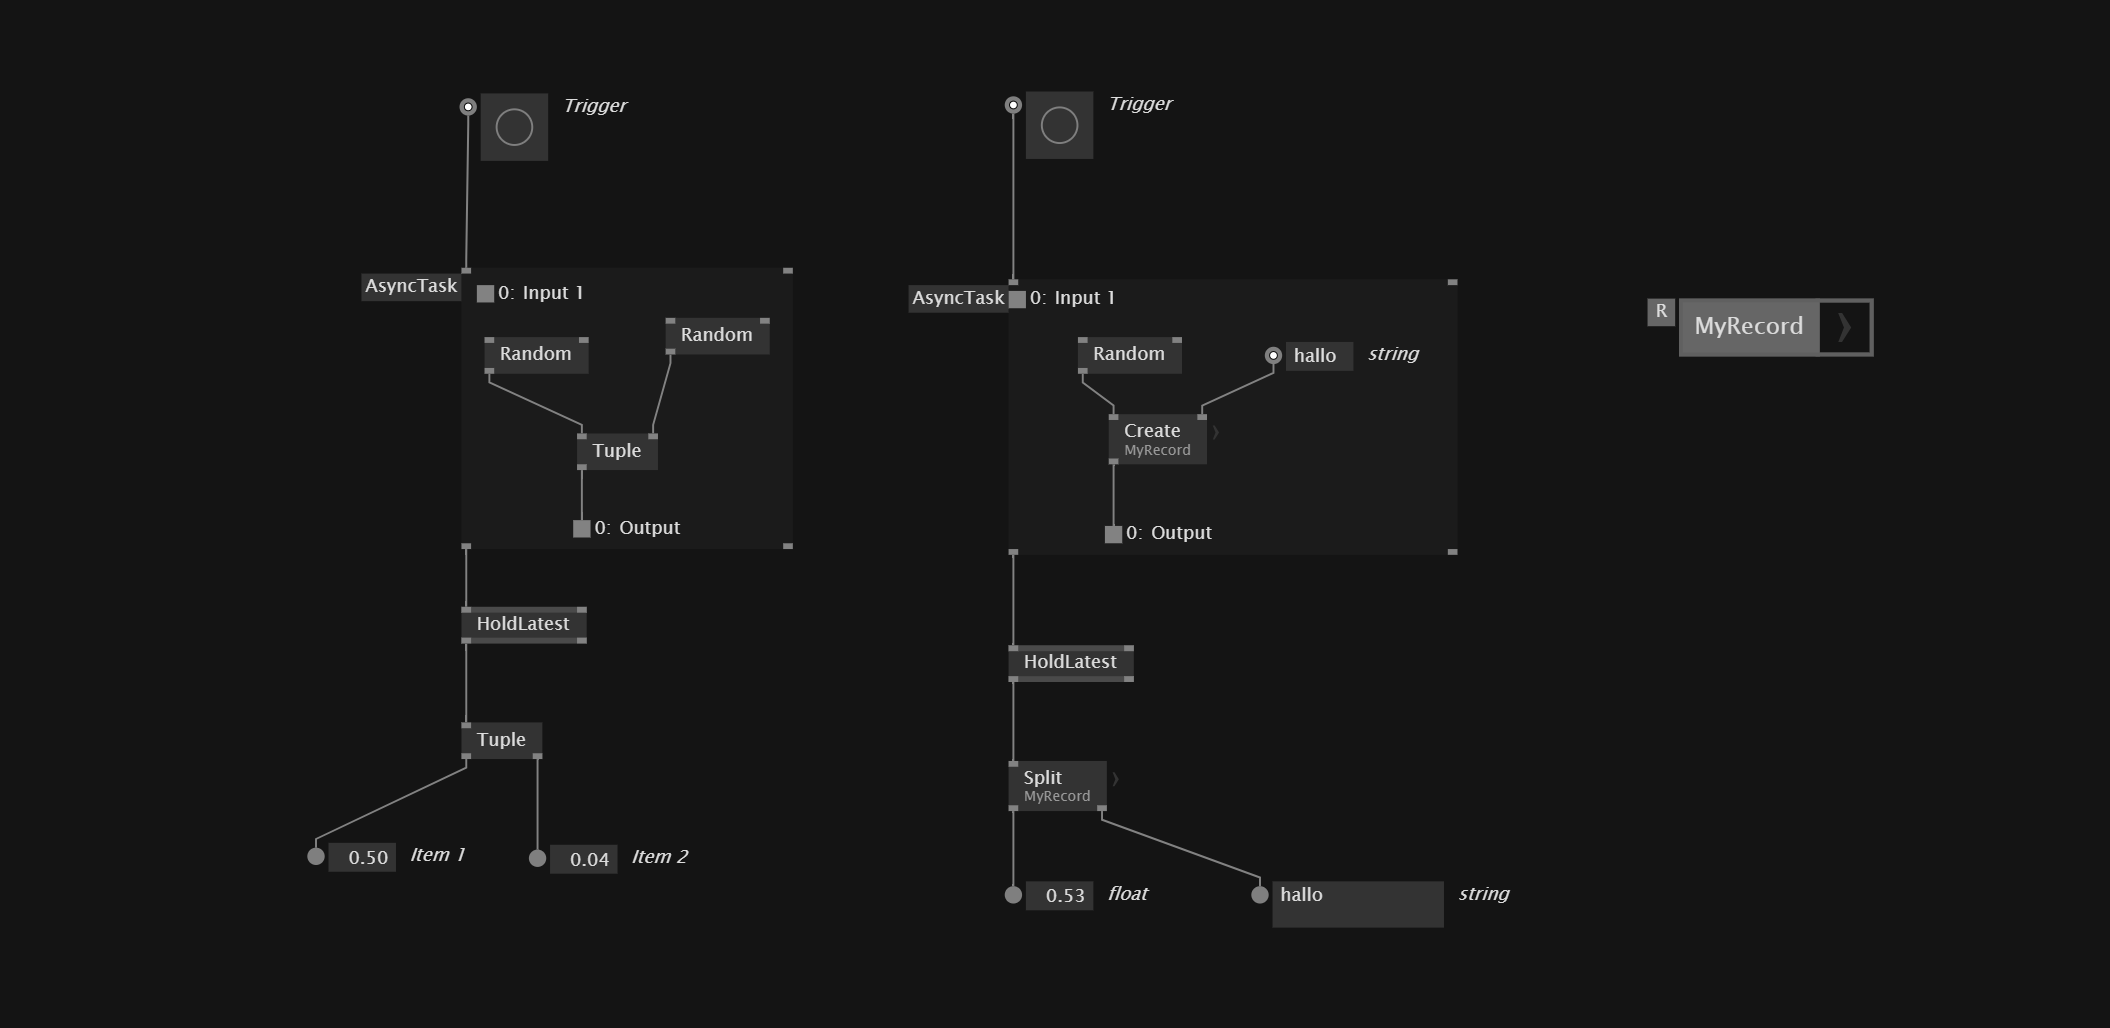 Trigger
AsyncTask
0: Input 1
Random
Random
Tuple
0: Output
HoldLatest
Tuple
0.50
Item 1
0.04
Item 2
Trigger
AsyncTask
0: Input 1
Random
hallo
string
Create
MyRecord
0: Output
HoldLatest
Split
MyRecord
0.53
float
hallo
string
R
MyRecord